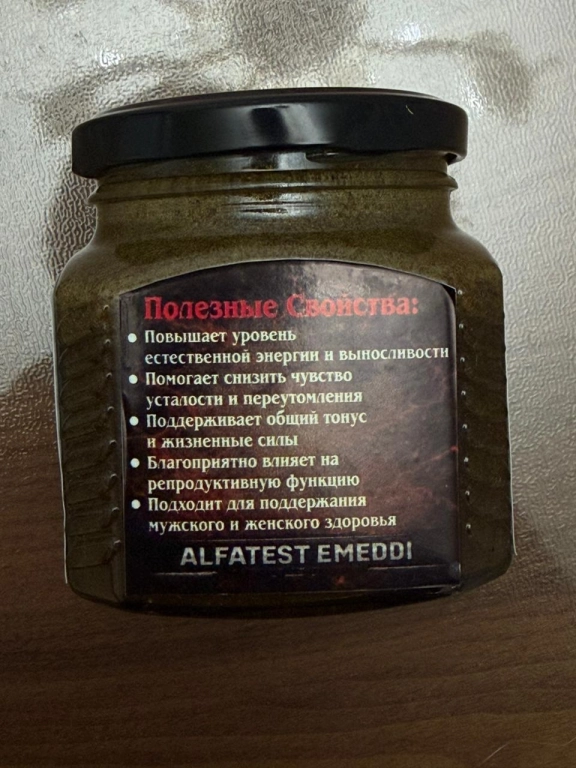 Полезные Свойства:
• Повышает уровень
естественной энергии и выносливости
• Помогает снизить чувство
усталости и переутомления
• Поддерживает общий тонус
и жизненные силы
• Благоприятно влияет на
репродуктивную функцию
• Подходит для поддержания
мужского и женского здоровья
ALFATEST EMEDDI